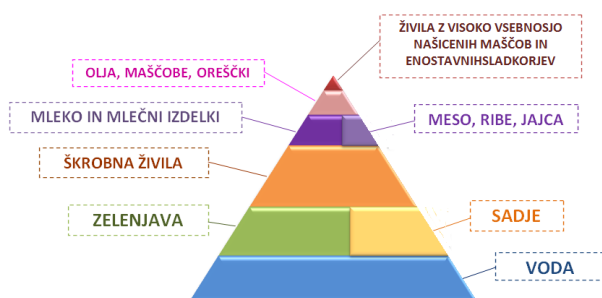 ŽIVILA Z VISOKO VSEBNOSJO
NAŠICENIH MAŠČOB IN
ENOSTAVNIHSLADKORJEV
OLJA, MAŠČOBE, OREŠČKI
MLEKO IN MLEČNI IZDELKI
MESO, RIBE, JAJCA
ŠKROBNA ŽIVILA
ZELENJAVA
SADJE
VODA